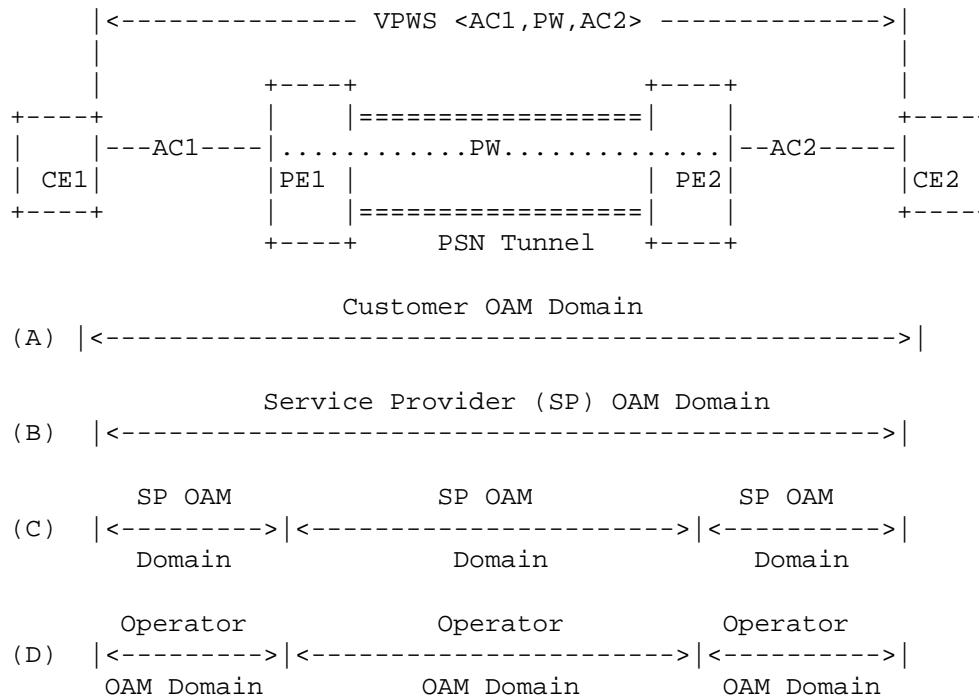 |<--------------- VPWS <AC1,PW,AC2> --------------->|
|                                                   |
|                                                   |
           +----+                  +----+
+----+     |    |==================|    |     +----+
|    |---AC1----|............PW..............|--AC2-----|
| CE1|     |PE1 |                  | PE2|     |CE2
+----+     |    |==================|    |     +----+
           +----+    PSN Tunnel    +----+
Customer OAM Domain
(A) |<-------------------------------------------------->|
Service Provider (SP) OAM Domain
(B) |<------------------------------------------------->|
SP OAM SP OAM SP OAM
(C) |<--------->|<----------------------->|<---------->|
Domain Domain Domain
Operator Operator Operator
(D) |<--------->|<----------------------->|<---------->|
OAM Domain OAM Domain OAM Domain